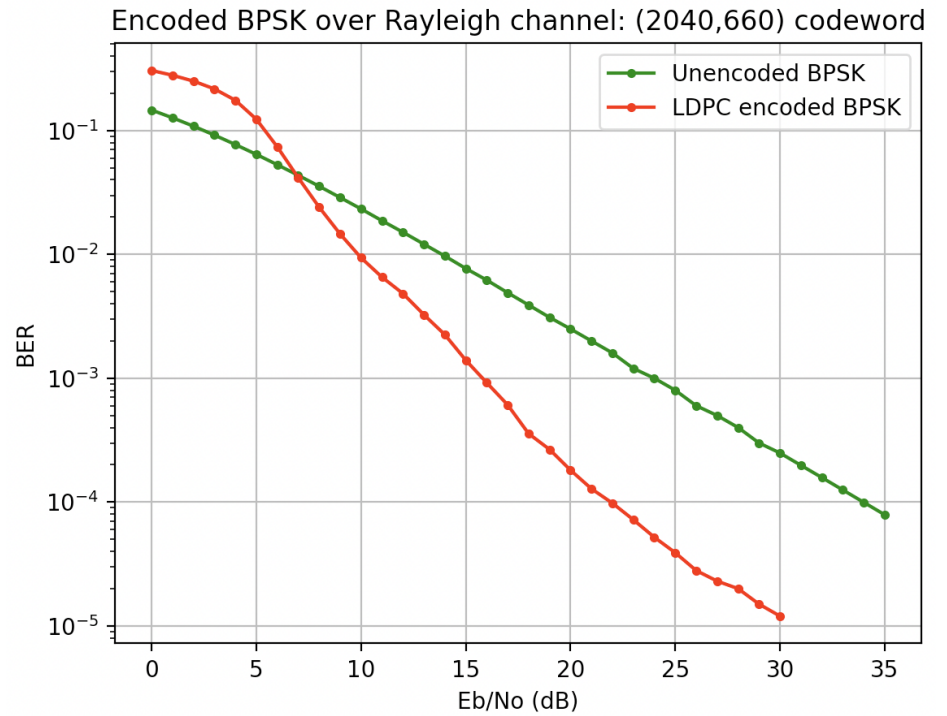 Encoded BPSK over Rayleigh channel: (2040,660) codeword
Unencoded BPSK
LDPC encoded BPSK
BER
10⁻¹
10⁻²
10⁻³
10⁻⁴
10⁻⁵
0 5 10 15 20 25 30 35
Eb/No (dB)